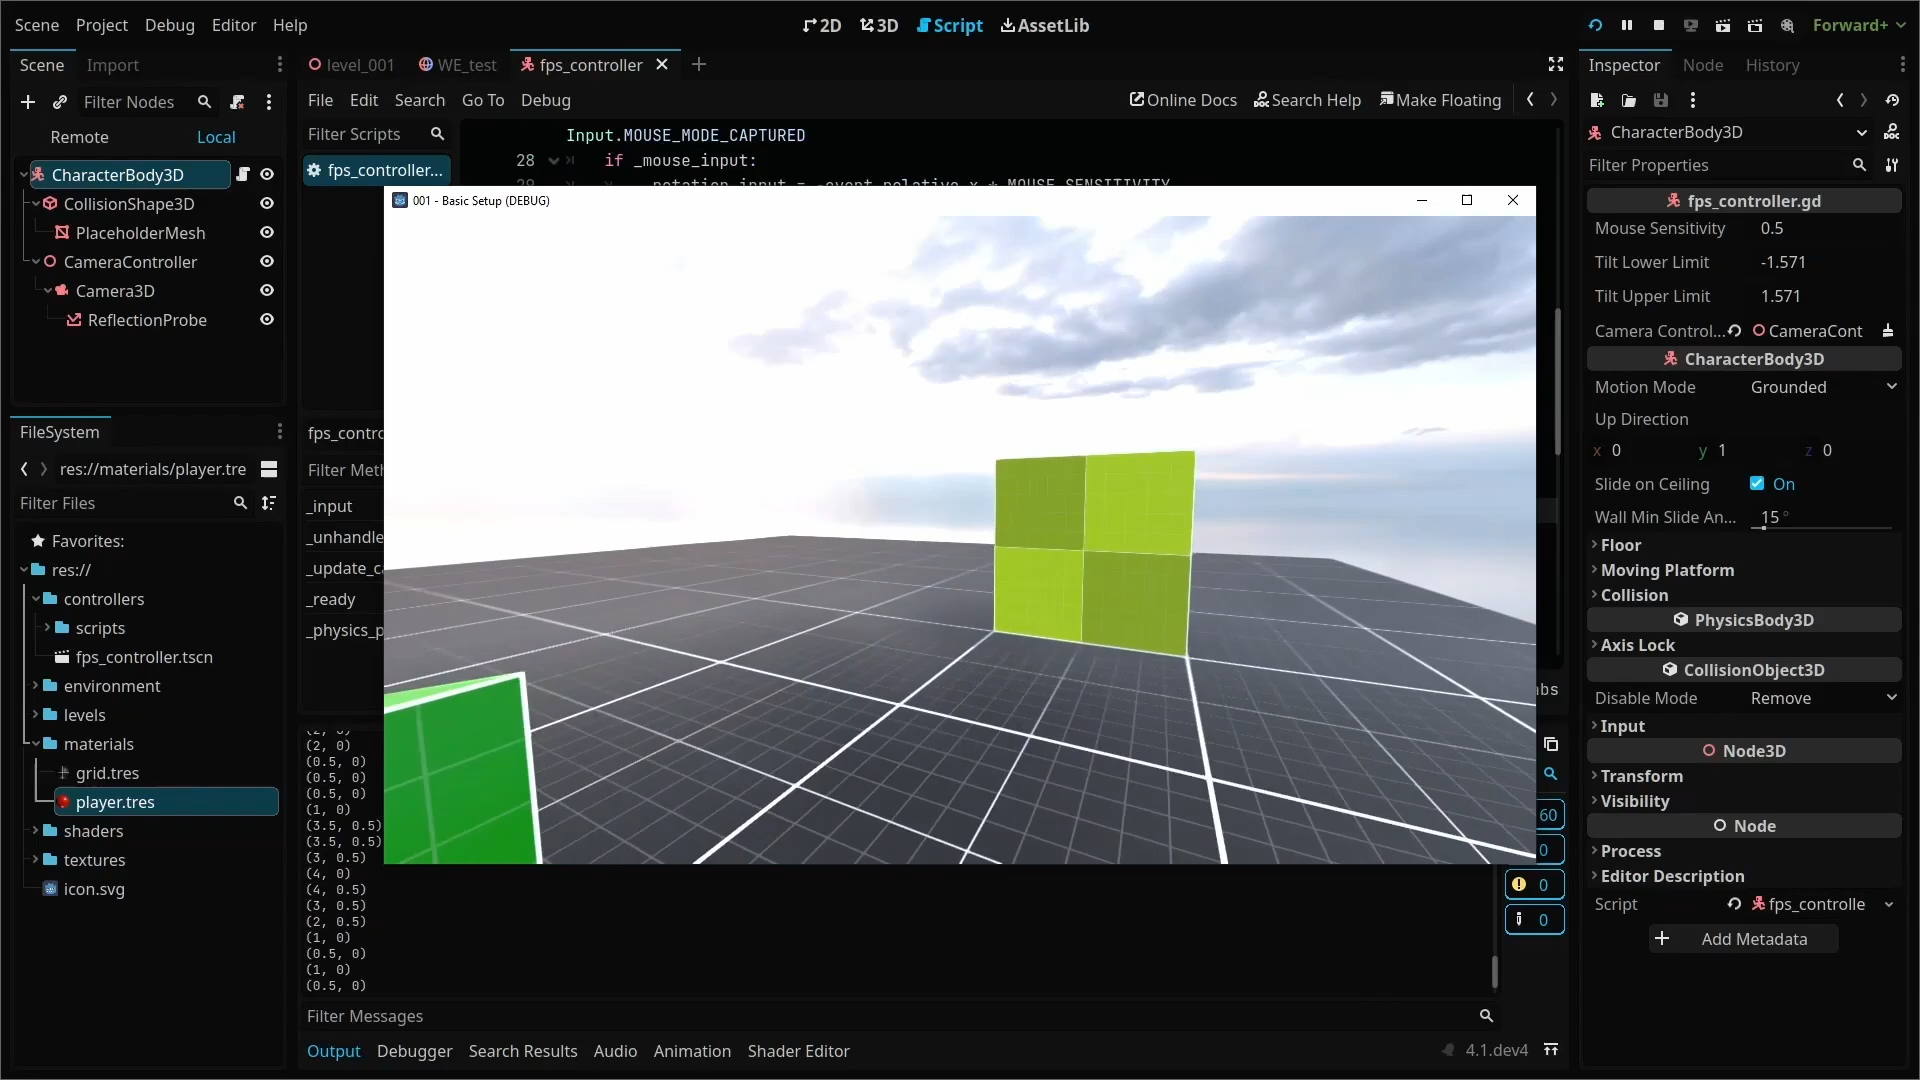 Scene Project Debug Editor Help
2D 3D Script AssetLib
Forward+
Scene Import
Filter Nodes
Remote Local
CharacterBody3D
CollisionShape3D
PlaceholderMesh
CameraController
Camera3D
ReflectionProbe
FileSystem
res://materials/player.tre
Filter Files
Favorites:
res://
controllers
scripts
fps_controller.tscn
environment
levels
materials
grid.tres
player.tres
shaders
textures
icon.svg
level_001 WE_test fps_controller
File Edit Search Go To Debug
Online Docs Search Help Make Floating
Filter Scripts
fps_controller...
Input.MOUSE_MODE_CAPTURED
28 if _mouse_input:
001 - Basic Setup (DEBUG)
fps_contro
Filter Met
_input
_unhandle
_update_ca
_ready
_physics_p
(2, 0)
(0.5, 0)
(0.5, 0)
(0.5, 0)
(1, 0)
(3.5, 0.5)
(3.5, 0.5)
(3, 0.5)
(4, 0)
(4, 0.5)
(3, 0.5)
(2, 0.5)
(1, 0)
(0.5, 0)
(1, 0)
(0.5, 0)
60
0
0
0
Filter Messages
Output Debugger Search Results Audio Animation Shader Editor
4.1.dev4
Inspector Node History
CharacterBody3D
Filter Properties
fps_controller.gd
Mouse Sensitivity 0.5
Tilt Lower Limit -1.571
Tilt Upper Limit 1.571
Camera Control... CameraCont
CharacterBody3D
Motion Mode Grounded
Up Direction
x 0 y 1 z 0
Slide on Ceiling On
Wall Min Slide An... 15 °
Floor
Moving Platform
Collision
PhysicsBody3D
Axis Lock
CollisionObject3D
Disable Mode Remove
Input
Node3D
Transform
Visibility
Node
Process
Editor Description
Script fps_controlle
Add Metadata